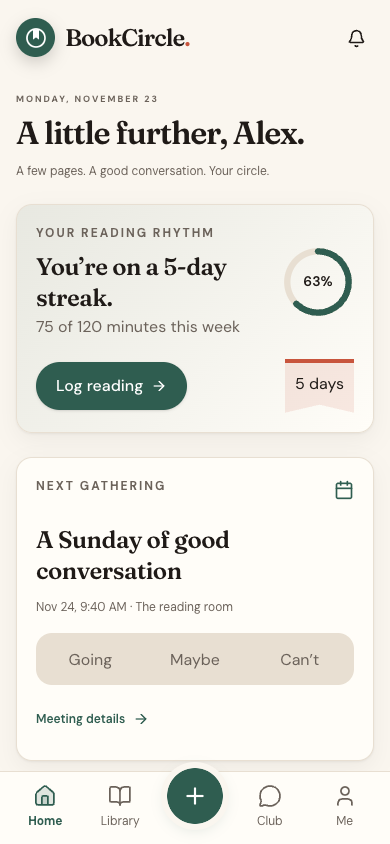 BookCircle.
MONDAY, NOVEMBER 23
A little further, Alex.
A few pages. A good conversation. Your circle.
YOUR READING RHYTHM
You’re on a 5-day
streak.
75 of 120 minutes this week
63%
Log reading →
5 days
NEXT GATHERING
A Sunday of good
conversation
Nov 24, 9:40 AM · The reading room
Going Maybe Can’t
Meeting details →
Home Library Club Me